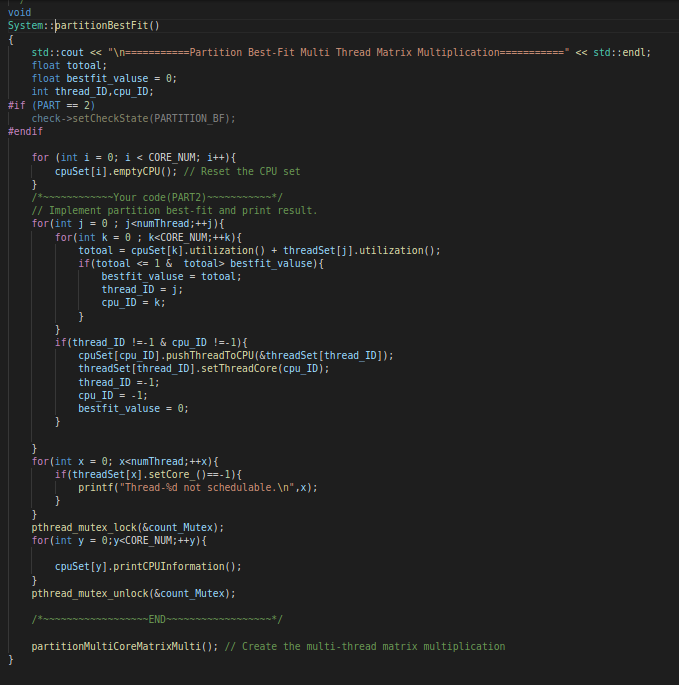 void
System::partitionBestFit()
{
    std::cout << "\n===========Partition Best-Fit Multi Thread Matrix Multiplication===========" << std::endl;
    float totoal;
    float bestfit_valuse = 0;
    int thread_ID,cpu_ID;
#if (PART == 2)
    check->setCheckState(PARTITION_BF);
#endif
    for (int i = 0; i < CORE_NUM; i++){
        cpuSet[i].emptyCPU(); // Reset the CPU set
    }
    /*~~~~~~~~~~~~Your code(PART2)~~~~~~~~~~~*/
    // Implement partition best-fit and print result.
    for(int j = 0 ; j<numThread;++j){
        for(int k = 0 ; k<CORE_NUM;++k){
            totoal = cpuSet[k].utilization() + threadSet[j].utilization();
            if(totoal <= 1 &  totoal> bestfit_valuse){
                bestfit_valuse = totoal;
                thread_ID = j;
                cpu_ID = k;
            }
        }
        if(thread_ID !=-1 & cpu_ID !=-1){
            cpuSet[cpu_ID].pushThreadToCPU(&threadSet[thread_ID]);
            threadSet[thread_ID].setThreadCore(cpu_ID);
            thread_ID =-1;
            cpu_ID = -1;
            bestfit_valuse = 0;
        }
    }
    for(int x = 0; x<numThread;++x){
        if(threadSet[x].setCore_()==-1){
            printf("Thread-%d not schedulable.\n",x);
        }
    }
    pthread_mutex_lock(&count_Mutex);
    for(int y = 0;y<CORE_NUM;++y){
        cpuSet[y].printCPUInformation();
    }
    pthread_mutex_unlock(&count_Mutex);
    /*~~~~~~~~~~~~~~~~~~END~~~~~~~~~~~~~~~~~~*/
    partitionMultiCoreMatrixMulti(); // Create the multi-thread matrix multiplication
}